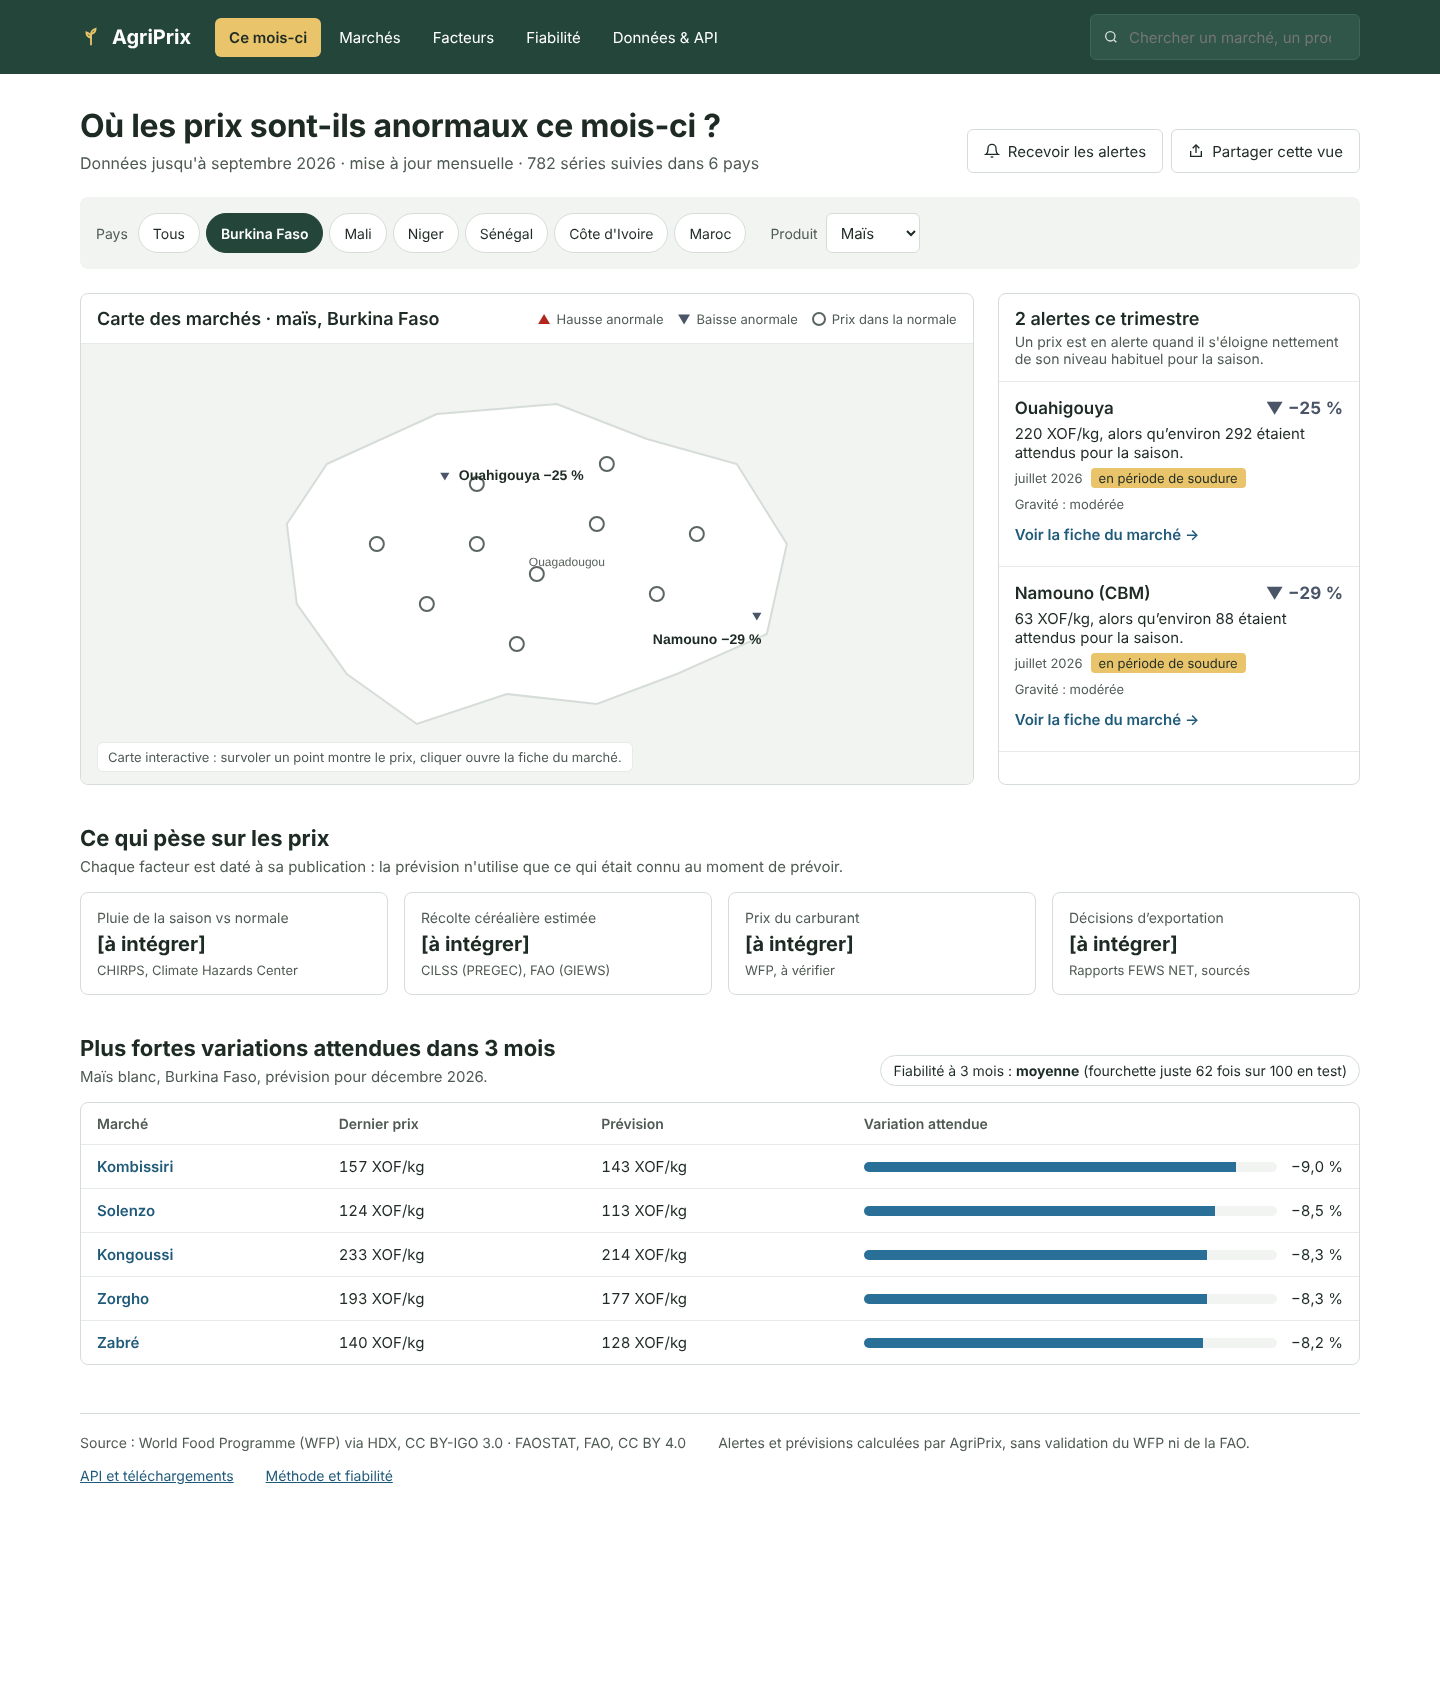 AgriPrix
Ce mois-ci
Marchés
Facteurs
Fiabilité
Données & API
Chercher un marché, un pro
Où les prix sont-ils anormaux ce mois-ci ?
Données jusqu'à septembre 2026 · mise à jour mensuelle · 782 séries suivies dans 6 pays
Recevoir les alertes
Partager cette vue
Pays
Tous
Burkina Faso
Mali
Niger
Sénégal
Côte d'Ivoire
Maroc
Produit
Maïs
Carte des marchés · maïs, Burkina Faso
Hausse anormale
Baisse anormale
Prix dans la normale
Ouahigouya −25 %
Ouagadougou
Namouno −29 %
Carte interactive : survoler un point montre le prix, cliquer ouvre la fiche du marché.
2 alertes ce trimestre
Un prix est en alerte quand il s'éloigne nettement
de son niveau habituel pour la saison.
Ouahigouya
▼ −25 %
220 XOF/kg, alors qu’environ 292 étaient
attendus pour la saison.
juillet 2026 en période de soudure
Gravité : modérée
Voir la fiche du marché →
Namouno (CBM)
▼ −29 %
63 XOF/kg, alors qu’environ 88 étaient
attendus pour la saison.
juillet 2026 en période de soudure
Gravité : modérée
Voir la fiche du marché →
Ce qui pèse sur les prix
Chaque facteur est daté à sa publication : la prévision n'utilise que ce qui était connu au moment de prévoir.
Pluie de la saison vs normale
[à intégrer]
CHIRPS, Climate Hazards Center
Récolte céréalière estimée
[à intégrer]
CILSS (PREGEC), FAO (GIEWS)
Prix du carburant
[à intégrer]
WFP, à vérifier
Décisions d’exportation
[à intégrer]
Rapports FEWS NET, sourcés
Plus fortes variations attendues dans 3 mois
Maïs blanc, Burkina Faso, prévision pour décembre 2026.
Fiabilité à 3 mois : moyenne (fourchette juste 62 fois sur 100 en test)
Marché Dernier prix Prévision Variation attendue
Kombissiri 157 XOF/kg 143 XOF/kg −9,0 %
Solenzo 124 XOF/kg 113 XOF/kg −8,5 %
Kongoussi 233 XOF/kg 214 XOF/kg −8,3 %
Zorgho 193 XOF/kg 177 XOF/kg −8,3 %
Zabré 140 XOF/kg 128 XOF/kg −8,2 %
Source : World Food Programme (WFP) via HDX, CC BY-IGO 3.0 · FAOSTAT, FAO, CC BY 4.0
Alertes et prévisions calculées par AgriPrix, sans validation du WFP ni de la FAO.
API et téléchargements
Méthode et fiabilité